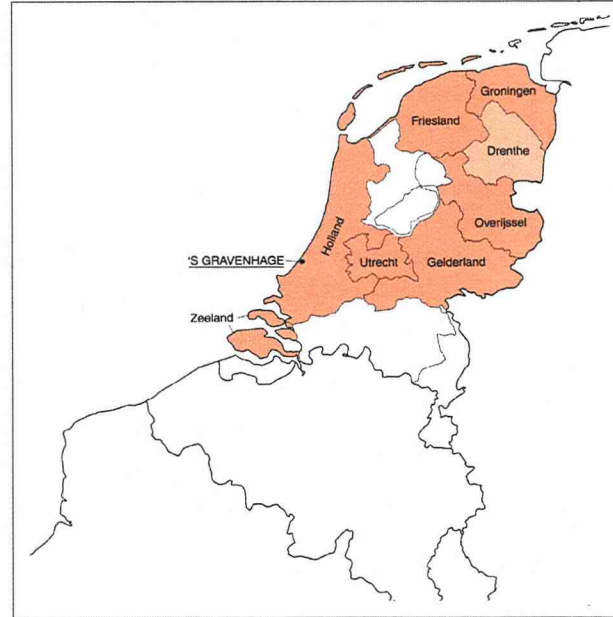 Groningen
Friesland
Drenthe
Overijssel
Holland
'S GRAVENHAGE
Utrecht
Gelderland
Zeeland